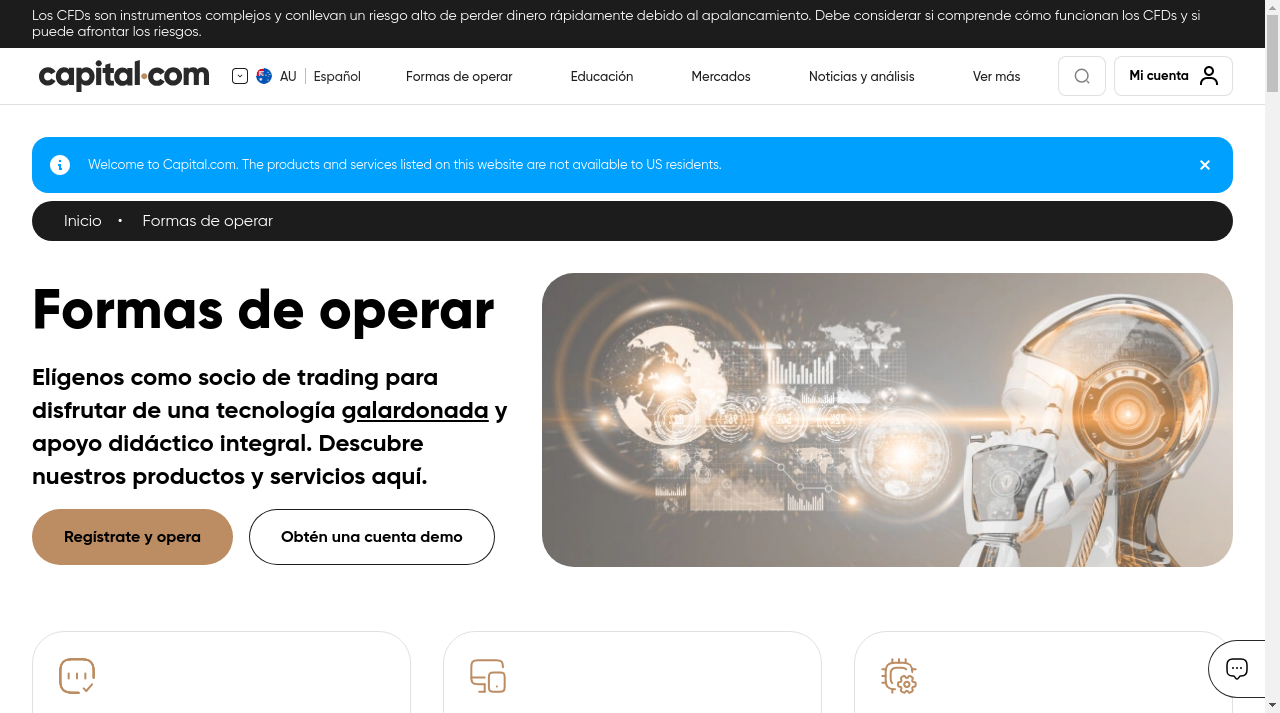 Los CFDs son instrumentos complejos y conllevan un riesgo alto de perder dinero rápidamente debido al apalancamiento. Debe considerar si comprende cómo funcionan los CFDs y si
puede afrontar los riesgos.
capital.com
AU
Español
Formas de operar
Educación
Mercados
Noticias y análisis
Ver más
Mi cuenta
Welcome to Capital.com. The products and services listed on this website are not available to US residents.
Inicio • Formas de operar
Formas de operar
Elígenos como socio de trading para
disfrutar de una tecnología galardonada y
apoyo didáctico integral. Descubre
nuestros productos y servicios aquí.
Regístrate y opera
Obtén una cuenta demo